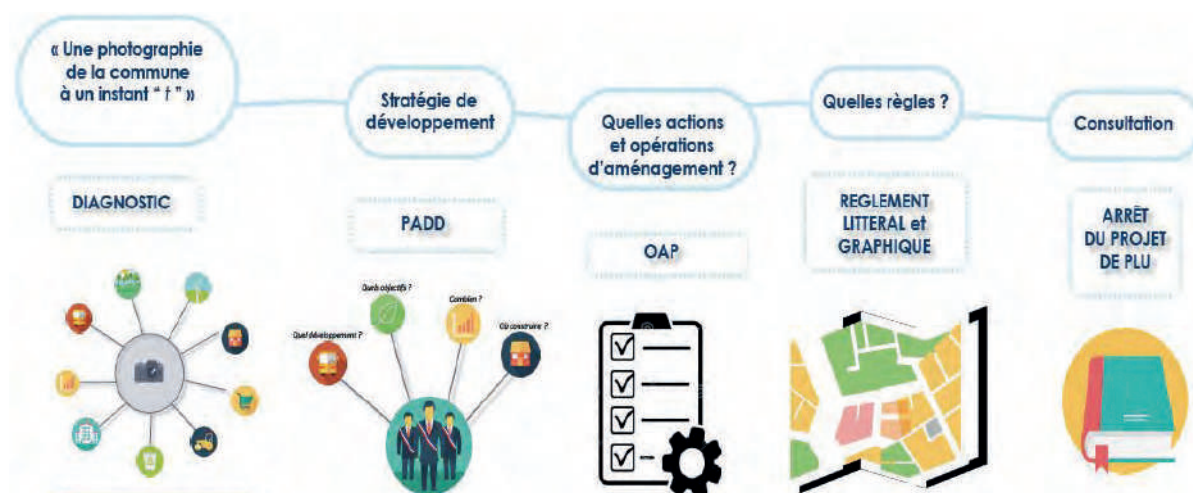 « Une photographie
de la commune
à un instant “ t ” »
Stratégie de
développement
Quelles actions
et opérations
d'aménagement ?
Quelles règles ?
Consultation
DIAGNOSTIC
PADD
OAP
REGLEMENT
LITTERAL et
GRAPHIQUE
ARRÊT
DU PROJET
DE PLU
Quels objectifs ?
Combien ?
Quel développement ?
Où construire ?